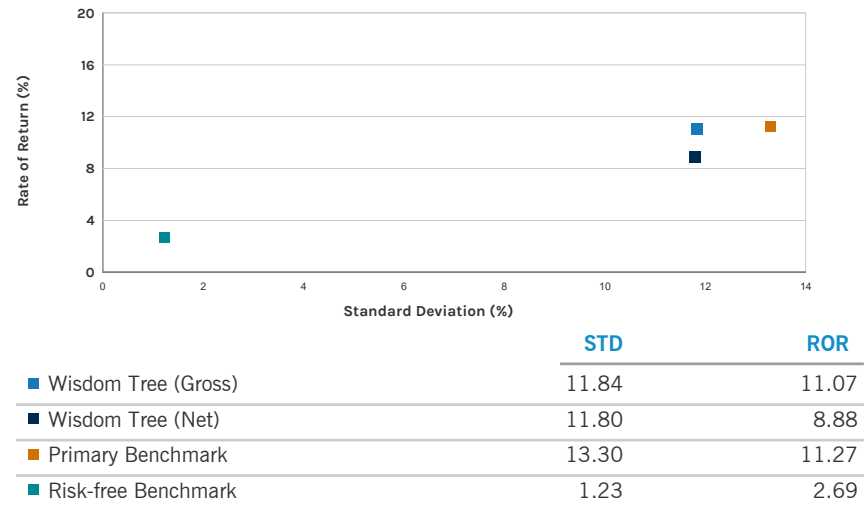 20
16
12
8
4
0
Rate of Return (%)
0 2 4 6 8 10 12 14
Standard Deviation (%)
STD ROR
Wisdom Tree (Gross) 11.84 11.07
Wisdom Tree (Net) 11.80 8.88
Primary Benchmark 13.30 11.27
Risk-free Benchmark 1.23 2.69